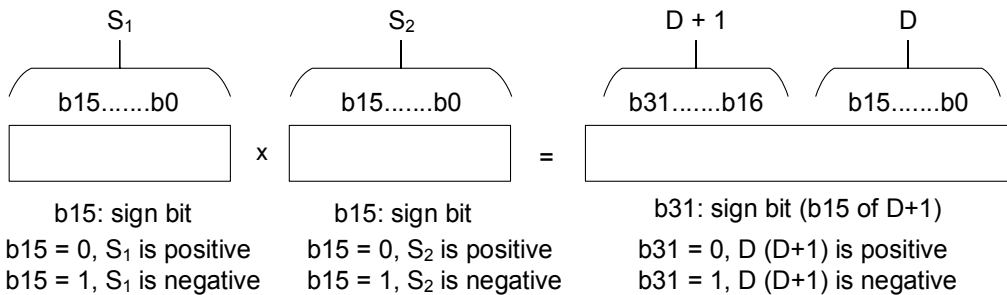 S₁ S₂ D + 1 D
b15.......b0 b15.......b0 b31.......b16 b15.......b0
x =
b15: sign bit b15: sign bit b31: sign bit (b15 of D+1)
b15 = 0, S₁ is positive b15 = 0, S₂ is positive b31 = 0, D (D+1) is positive
b15 = 1, S₁ is negative b15 = 1, S₂ is negative b31 = 1, D (D+1) is negative